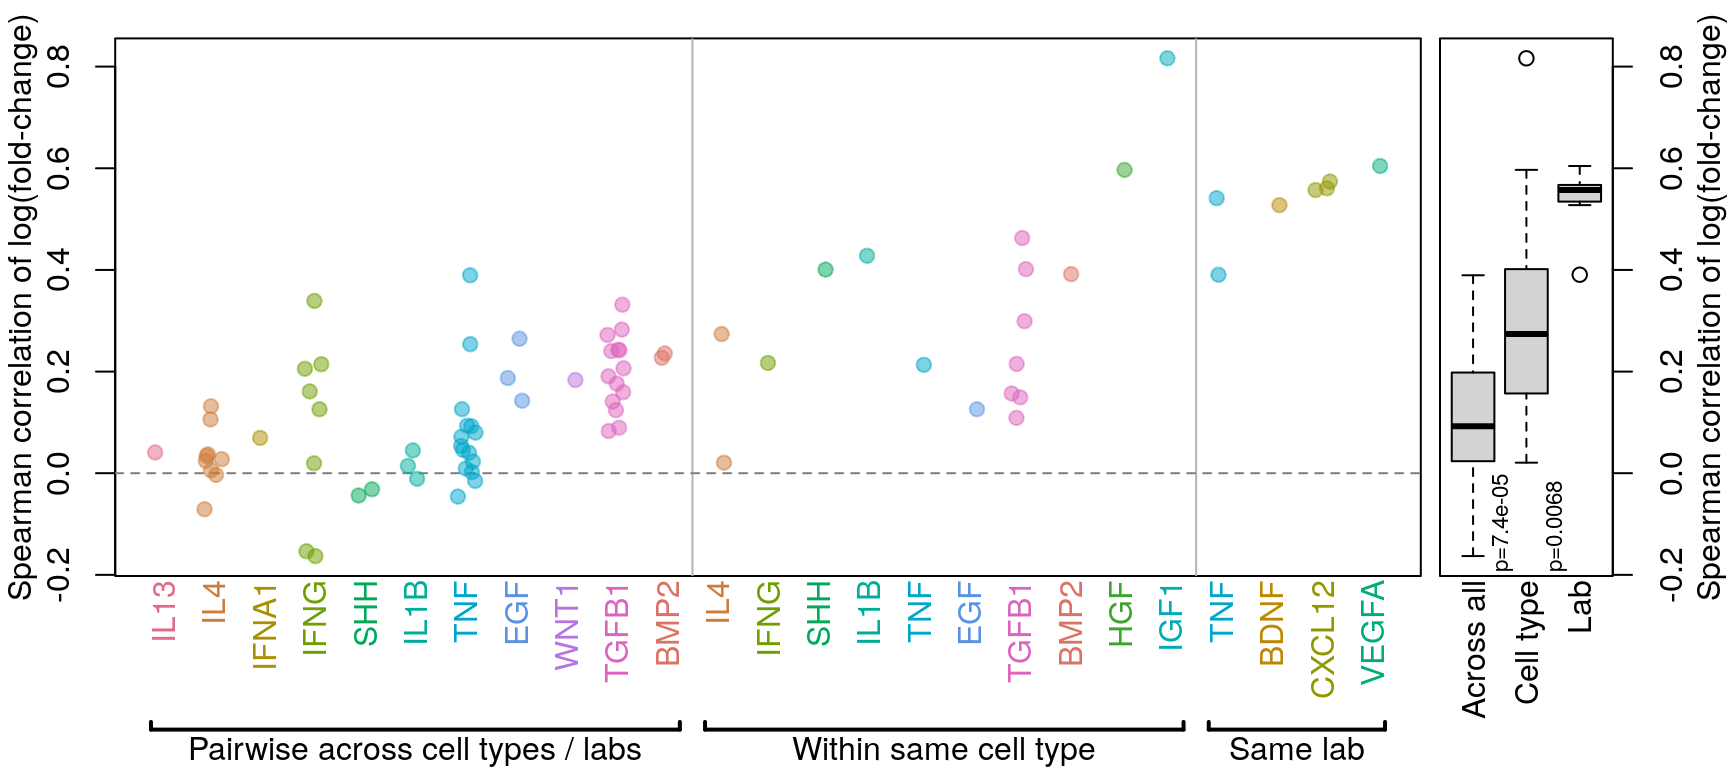 Spearman correlation of log(fold-change)
0.8
0.6
0.4
0.2
0.0
-0.2
IL13
IL4
IFNA1
IFNG
SHH
IL1B
TNF
EGF
WNT1
TGFB1
BMP2
IL4
IFNG
SHH
IL1B
TNF
EGF
TGFB1
BMP2
HGF
IGF1
TNF
BDNF
CXCL12
VEGFA
Pairwise across cell types / labs
Within same cell type
Same lab
p=7.4e-05
p=0.0068
Across all
Cell type
Lab
0.8
0.6
0.4
0.2
0.0
-0.2
Spearman correlation of log(fold-change)